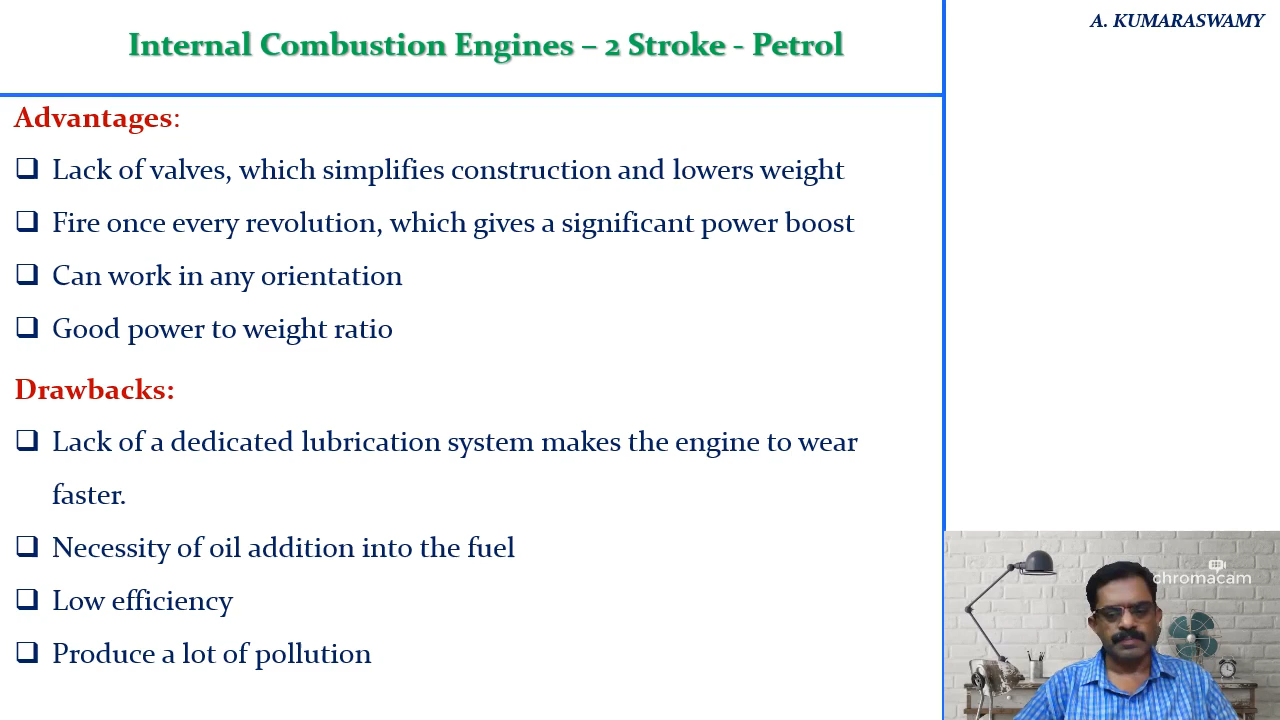 Internal Combustion Engines – 2 Stroke - Petrol
A. KUMARASWAMY
Advantages:
Lack of valves, which simplifies construction and lowers weight
Fire once every revolution, which gives a significant power boost
Can work in any orientation
Good power to weight ratio
Drawbacks:
Lack of a dedicated lubrication system makes the engine to wear
faster.
Necessity of oil addition into the fuel
Low efficiency
Produce a lot of pollution
chromacam